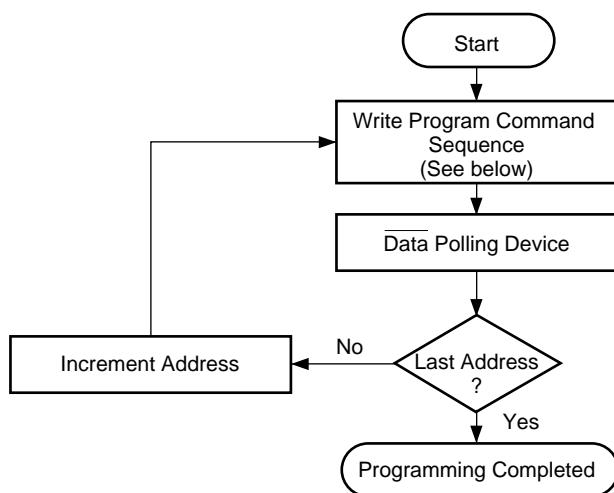 Start
Write Program Command
Sequence
(See below)
Data Polling Device
Increment Address
No
Last Address
?
Yes
Programming Completed